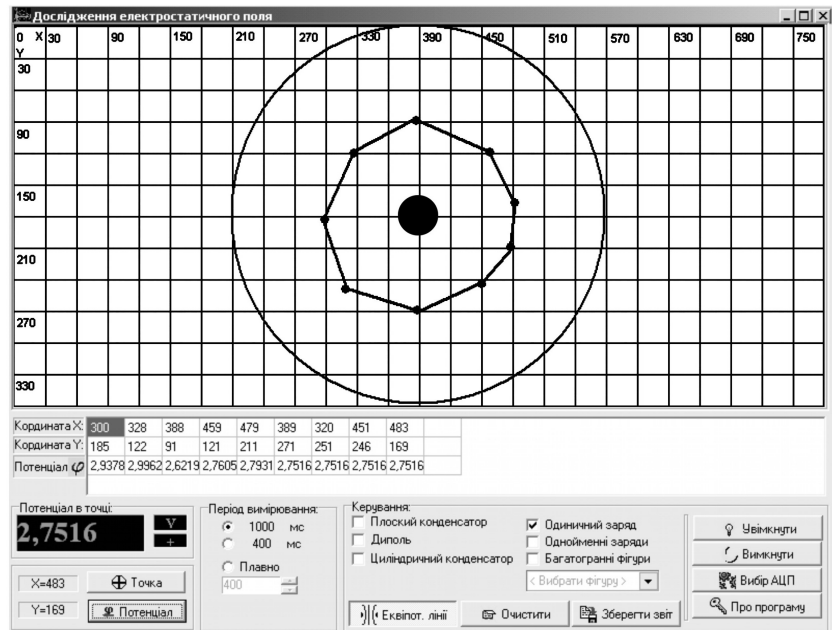 Дослідження електростатичного поля
0 X 30 90 150 210 270 330 390 450 510 570 630 690 750
Y
30
90
150
210
270
330
Кордината X: 300 328 388 459 479 389 320 451 483
Кордината Y: 185 122 91 121 211 271 251 246 169
Потенціал φ 2,9378 2,9962 2,6219 2,7605 2,7931 2,7516 2,7516 2,7516 2,7516
Потенціал в точці:
2,7516 V
+
X=483 Точка
Y=169 Потенціал
Період вимірювання:
1000 мс
400 мс
Плавно
400
Керування:
Плоский конденсатор
Диполь
Циліндричний конденсатор
Одиничний заряд
Однойменні заряди
Багатогранні фігури
< Вибрати фігуру >
Еквіпот. лінії Очистити Зберегти звіт
Увімкнути
Вимкнути
Вибір АЦП
Про програму